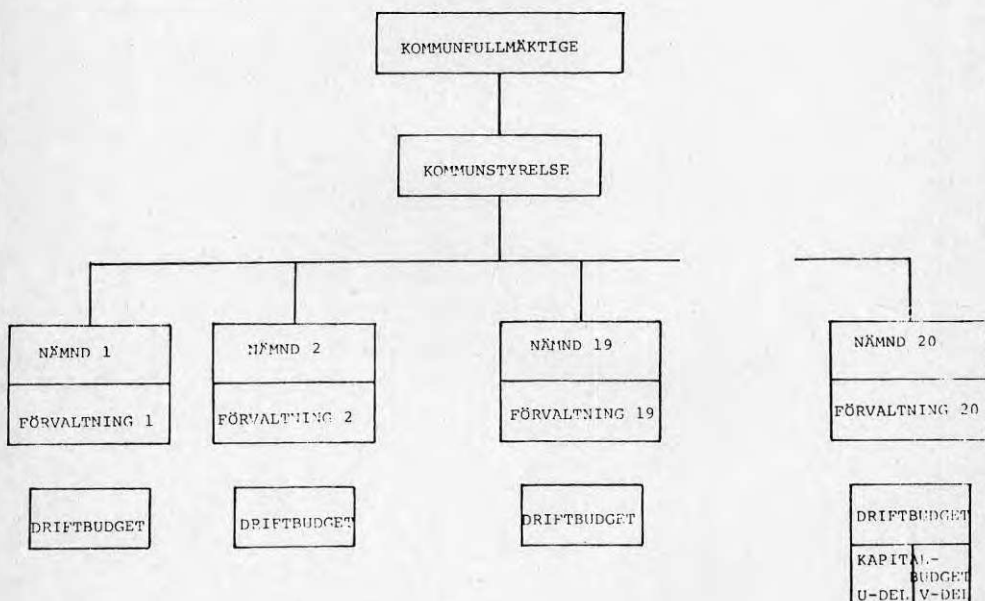 KOMMUNFULLMÄKTIGE
KOMMUNSTYRELSE
NÄMND 1
FÖRVALTNING 1
DRIFTBUDGET
NÄMND 2
FÖRVALTNING 2
DRIFTBUDGET
NÄMND 19
FÖRVALTNING 19
DRIFTBUDGET
NÄMND 20
FÖRVALTNING 20
DRIFTBUDGET
KAPITAL-
BUDGET
U-DEL V-DEL